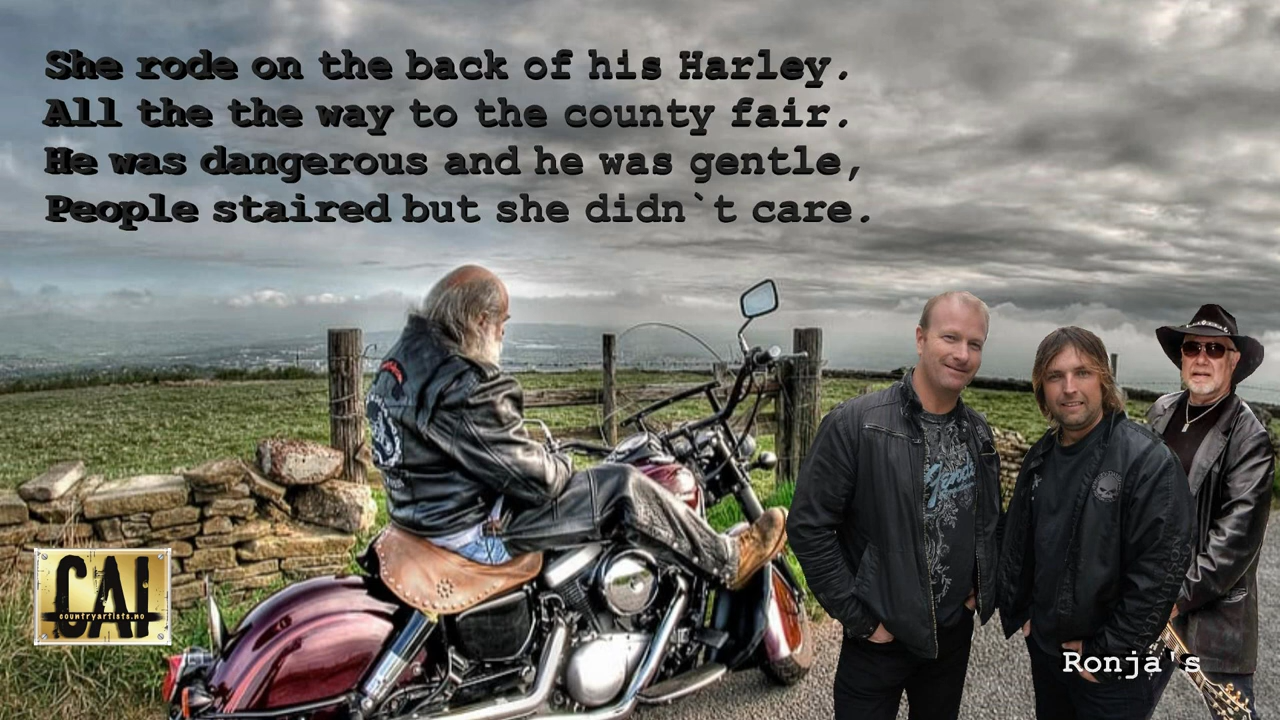 She rode on the back of his Harley.
All the the way to the county fair.
He was dangerous and he was gentle,
People staired but she didn`t care.
CAI
countryartists.no
Ronja's